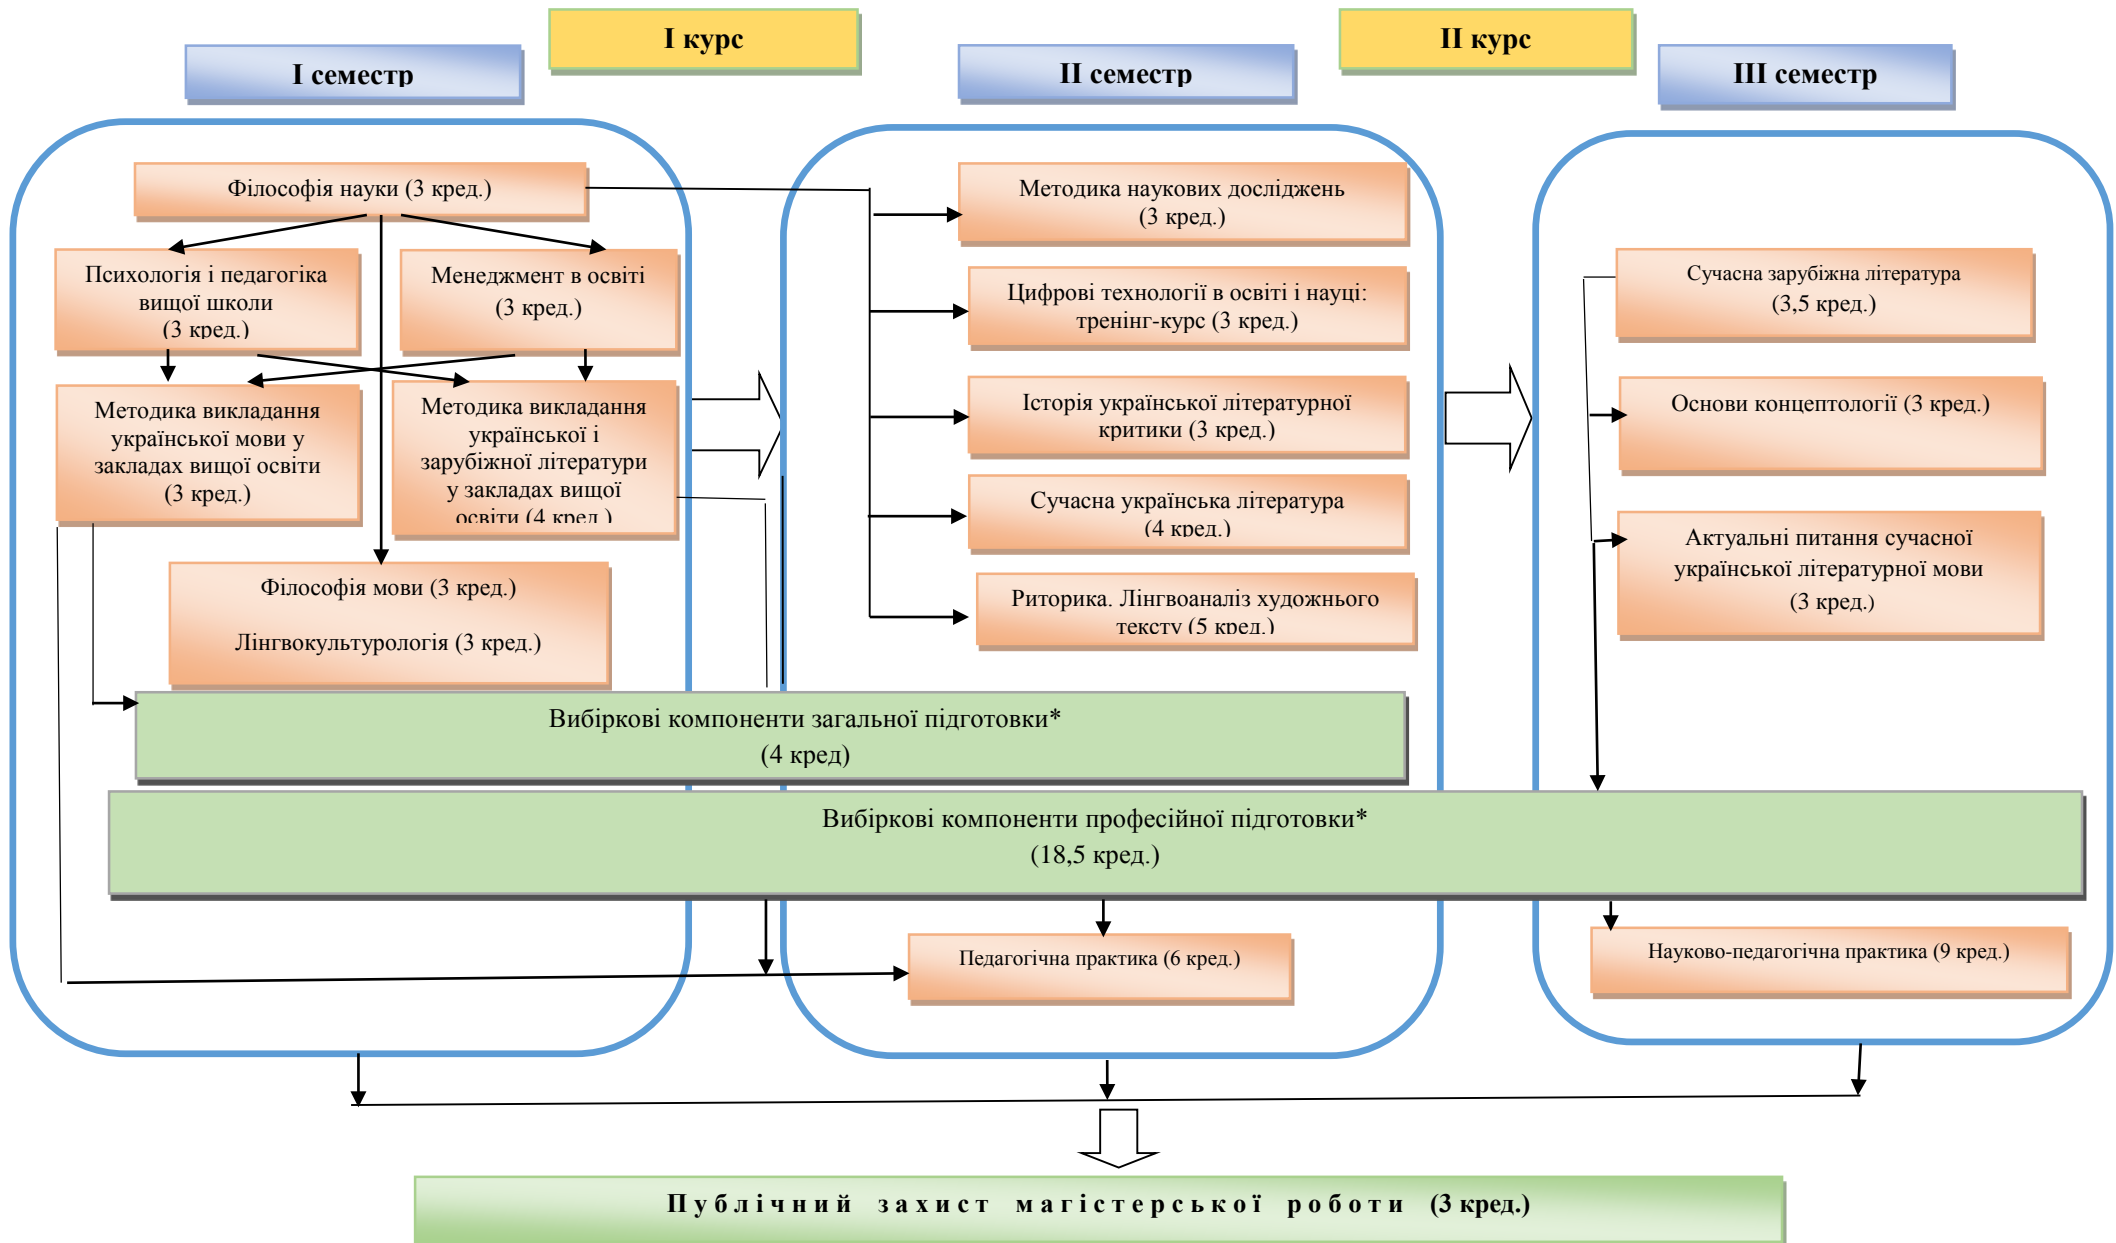 І курс
ІІ курс
І семестр
ІІ семестр
ІІІ семестр
Філософія науки (3 кред.)
Психологія і педагогіка
вищої школи
(3 кред.)
Менеджмент в освіті
(3 кред.)
Методика викладання
української мови у
закладах вищої освіти
(3 кред.)
Методика викладання
української і
зарубіжної літератури
у закладах вищої
освіти (4 кред.)
Філософія мови (3 кред.)
Лінгвокультурологія (3 кред.)
Методика наукових досліджень
(3 кред.)
Цифрові технології в освіті і науці:
тренінг-курс (3 кред.)
Історія української літературної
критики (3 кред.)
Сучасна українська література
(4 кред.)
Риторика. Лінгвоаналіз художнього
тексту (5 кред.)
Сучасна зарубіжна література
(3,5 кред.)
Основи концептології (3 кред.)
Актуальні питання сучасної
української літературної мови
(3 кред.)
Вибіркові компоненти загальної підготовки*
(4 кред)
Вибіркові компоненти професійної підготовки*
(18,5 кред.)
Педагогічна практика (6 кред.)
Науково-педагогічна практика (9 кред.)
Публічний захист магістерської роботи (3 кред.)